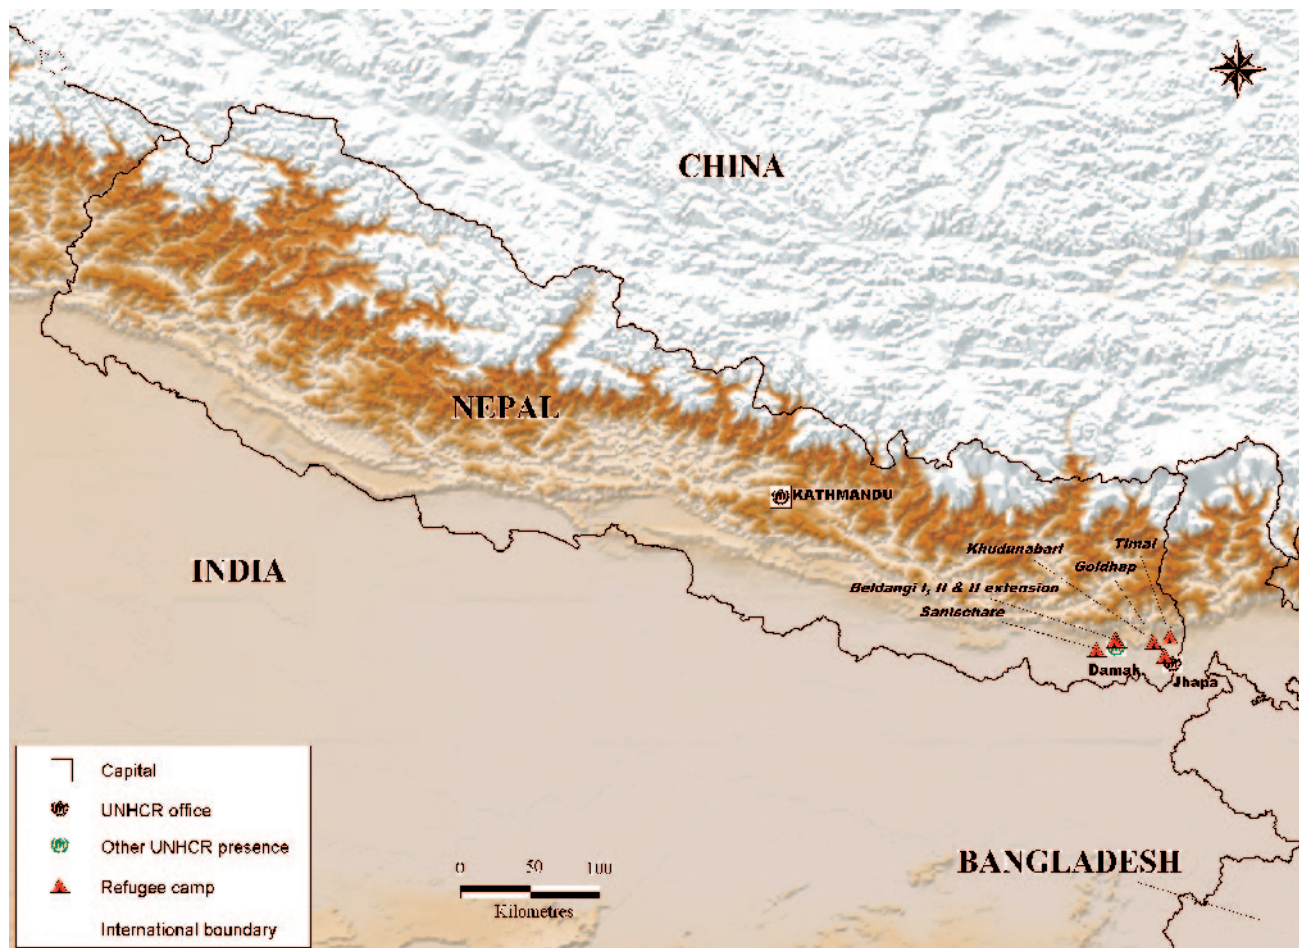 CHINA
NEPAL
KATHMANDU
INDIA
Khudunabari
Timai
Goldhap
Beldangi I, II & II extension
Sanischare
Damak
Jhapa
Capital
UNHCR office
Other UNHCR presence
Refugee camp
International boundary
0 50 100
Kilometres
BANGLADESH